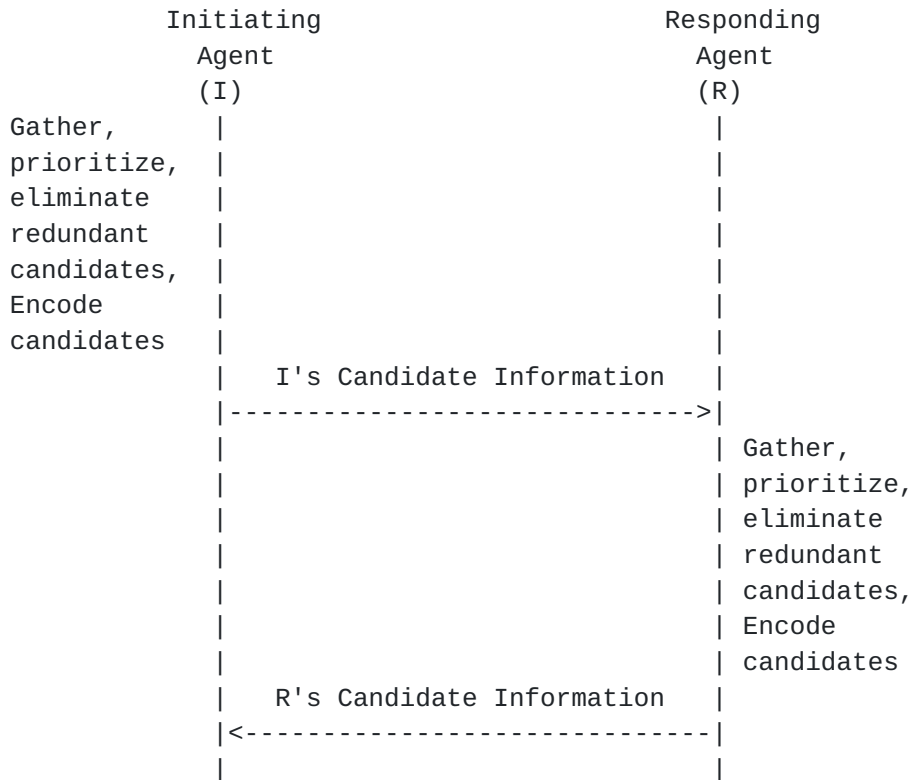 Initiating                      Responding
Agent                           Agent
(I)                             (R)
Gather,
prioritize,
eliminate
redundant
candidates,
Encode
candidates
I's Candidate Information
|------------------------------->|
Gather,
prioritize,
eliminate
redundant
candidates,
Encode
candidates
R's Candidate Information
|<-------------------------------|